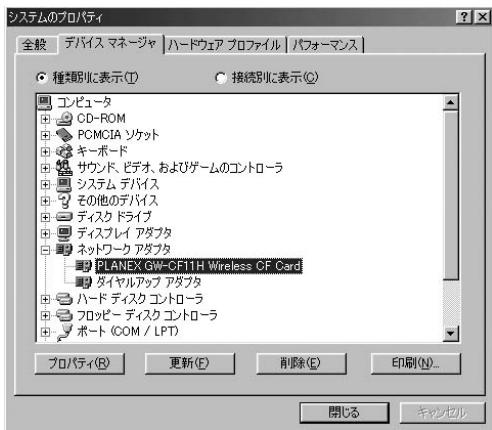 システムのプロパティ
全般 デバイス マネージャ ハードウェア プロファイル パフォーマンス
種類別に表示(T) 接続別に表示(C)
コンピュータ
CD-ROM
PCMCIA ソケット
キーボード
サウンド、ビデオ、およびゲームのコントローラ
システム デバイス
その他のデバイス
ディスク ドライブ
ディスプレイ アダプタ
ネットワーク アダプタ
PLANEX GW-CF11H Wireless CF Card
ダイヤルアップ アダプタ
ハード ディスク コントローラ
フロッピー ディスク コントローラ
ポート (COM / LPT)
プロパティ(R) 更新(F) 削除(E) 印刷(N)...
閉じる キャンセル